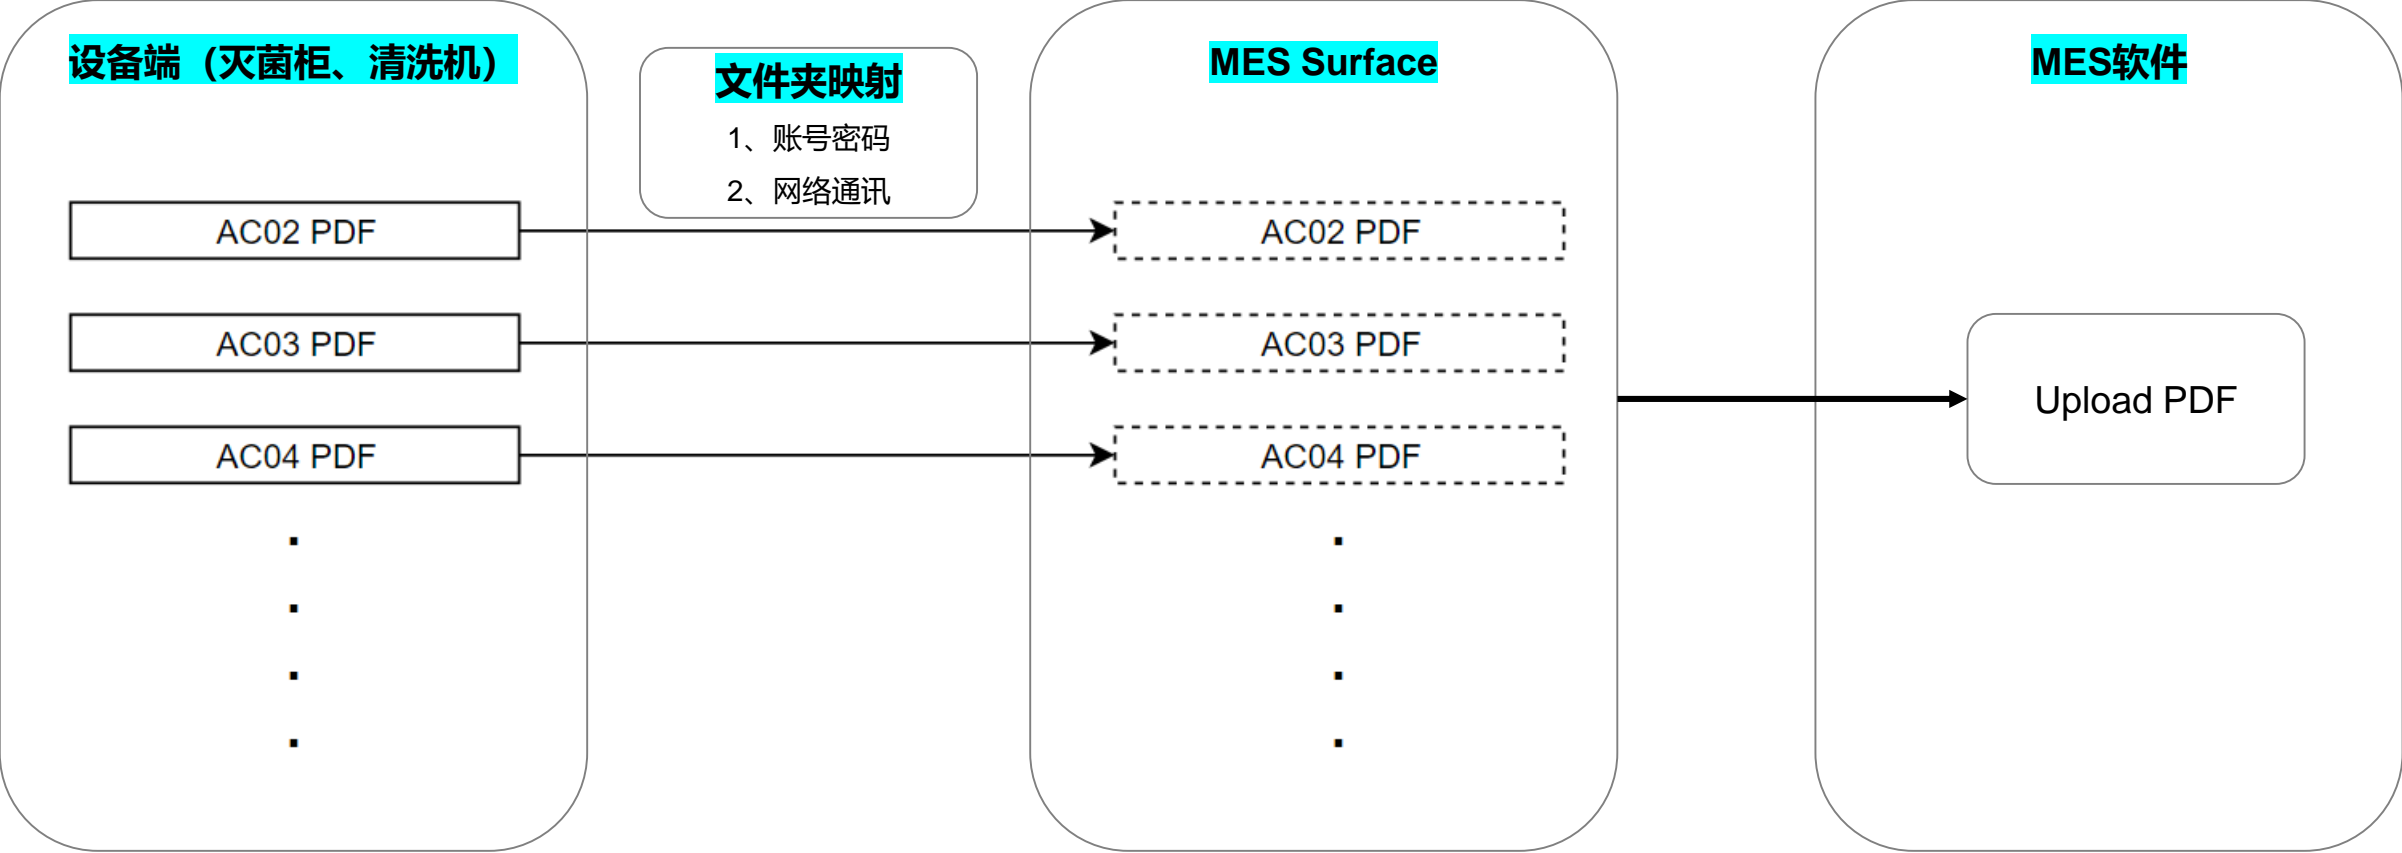 设备端（灭菌柜、清洗机）
AC02 PDF
AC03 PDF
AC04 PDF
文件夹映射
1、账号密码
2、网络通讯
MES Surface
AC02 PDF
AC03 PDF
AC04 PDF
MES软件
Upload PDF